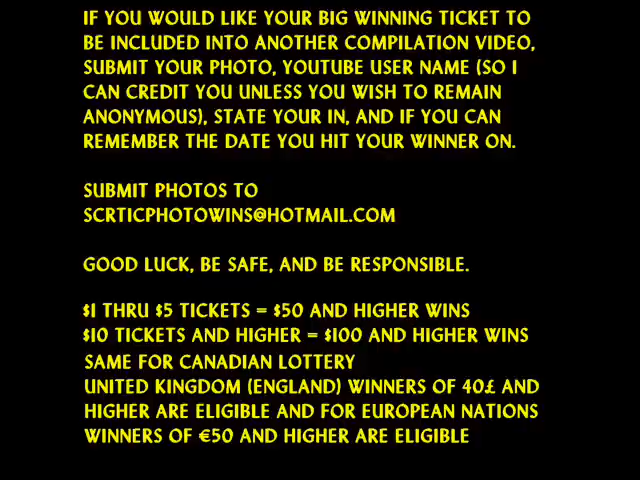 IF YOU WOULD LIKE YOUR BIG WINNING TICKET TO
BE INCLUDED INTO ANOTHER COMPILATION VIDEO,
SUBMIT YOUR PHOTO, YOUTUBE USER NAME (SO I
CAN CREDIT YOU UNLESS YOU WISH TO REMAIN
ANONYMOUS), STATE YOUR IN, AND IF YOU CAN
REMEMBER THE DATE YOU HIT YOUR WINNER ON.
SUBMIT PHOTOS TO
SCRTICPHOTOWINS@HOTMAIL.COM
GOOD LUCK, BE SAFE, AND BE RESPONSIBLE.
$1 THRU $5 TICKETS = $50 AND HIGHER WINS
$10 TICKETS AND HIGHER = $100 AND HIGHER WINS
SAME FOR CANADIAN LOTTERY
UNITED KINGDOM (ENGLAND) WINNERS OF 40£ AND
HIGHER ARE ELIGIBLE AND FOR EUROPEAN NATIONS
WINNERS OF €50 AND HIGHER ARE ELIGIBLE